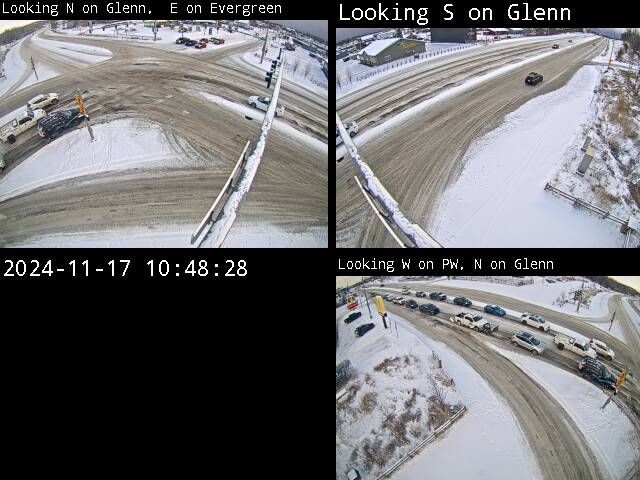 Looking N on Glenn,  E on Evergreen
Looking S on Glenn
2024-11-17 10:48:28
Looking W on PW, N on Glenn